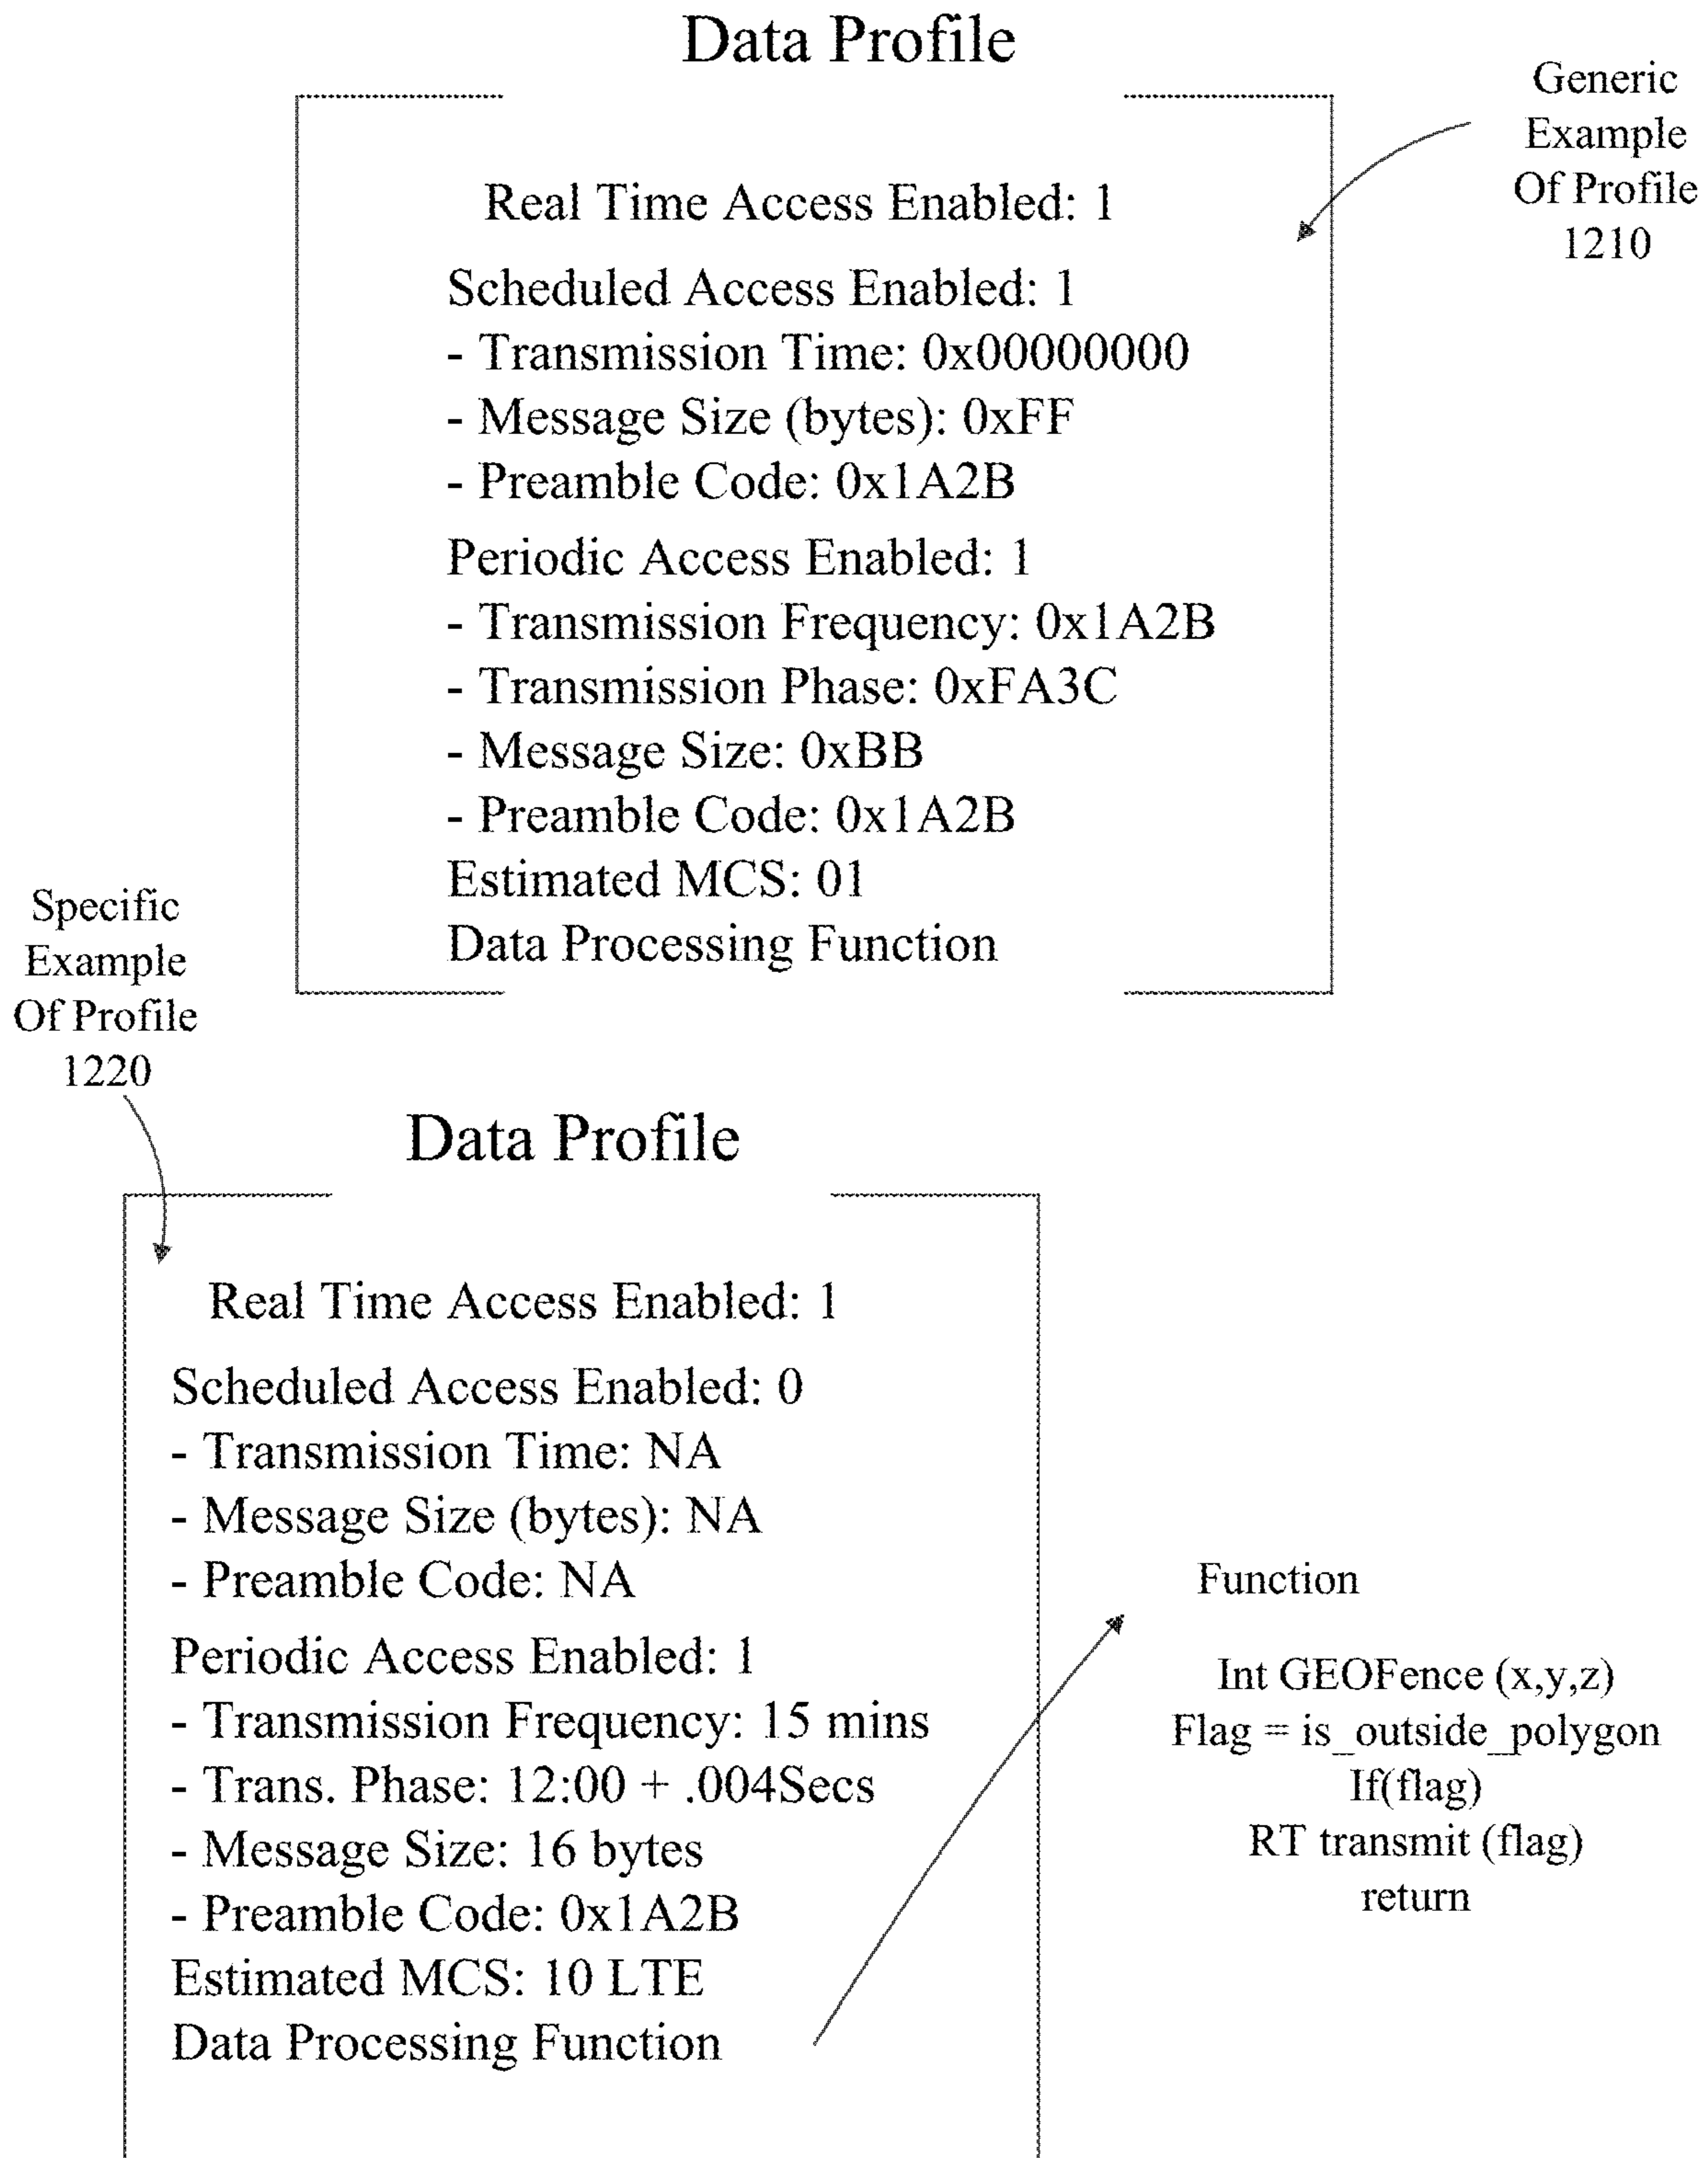 Data Profile
Generic
Example
Of Profile
1210
Real Time Access Enabled: 1
Scheduled Access Enabled: 1
- Transmission Time: 0x00000000
- Message Size (bytes): 0xFF
- Preamble Code: 0x1A2B
Periodic Access Enabled: 1
- Transmission Frequency: 0x1A2B
- Transmission Phase: 0xFA3C
- Message Size: 0xBB
- Preamble Code: 0x1A2B
Estimated MCS: 01
Data Processing Function
Specific
Example
Of Profile
1220
Data Profile
Real Time Access Enabled: 1
Scheduled Access Enabled: 0
- Transmission Time: NA
- Message Size (bytes): NA
- Preamble Code: NA
Periodic Access Enabled: 1
- Transmission Frequency: 15 mins
- Trans. Phase: 12:00 + .004Secs
- Message Size: 16 bytes
- Preamble Code: 0x1A2B
Estimated MCS: 10 LTE
Data Processing Function
Function
Int GEOFence (x,y,z)
Flag = is_outside_polygon
If(flag)
RT transmit (flag)
return